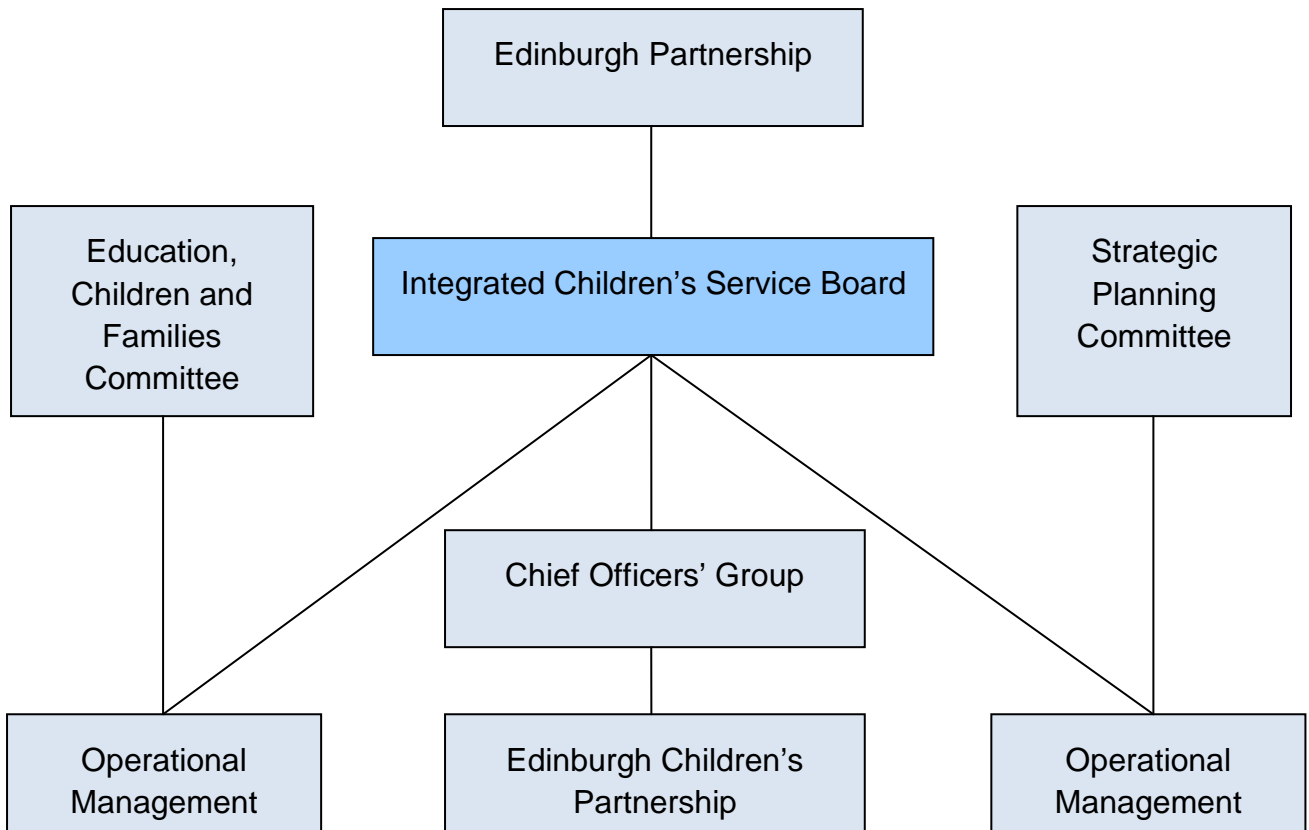 Edinburgh Partnership
Education,
Children and
Families
Committee
Integrated Children’s Service Board
Strategic
Planning
Committee
Chief Officers’ Group
Operational
Management
Edinburgh Children’s
Partnership
Operational
Management